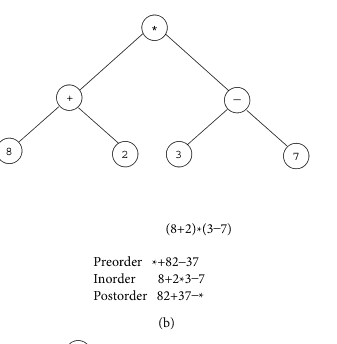 *
+ −
8 2 3 7
(8+2)*(3−7)
Preorder *+82−37
Inorder 8+2*3−7
Postorder 82+37−*
(b)